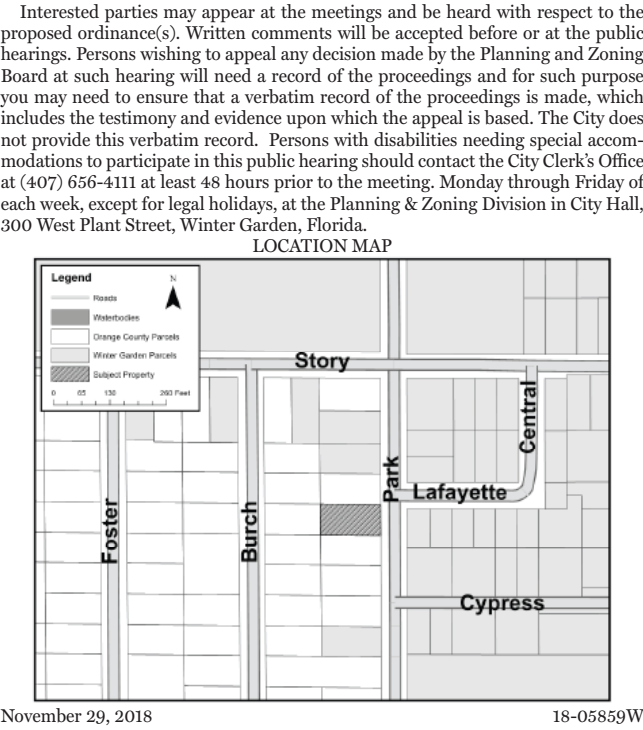 Interested parties may appear at the meetings and be heard with respect to the
proposed ordinance(s). Written comments will be accepted before or at the public
hearings. Persons wishing to appeal any decision made by the Planning and Zoning
Board at such hearing will need a record of the proceedings and for such purpose
you may need to ensure that a verbatim record of the proceedings is made, which
includes the testimony and evidence upon which the appeal is based. The City does
not provide this verbatim record. Persons with disabilities needing special accom-
modations to participate in this public hearing should contact the City Clerk's Office
at (407) 656-4111 at least 48 hours prior to the meeting. Monday through Friday of
each week, except for legal holidays, at the Planning & Zoning Division in City Hall,
300 West Plant Street, Winter Garden, Florida.
LOCATION MAP
Legend
N
Roads
Waterbodies
Orange County Parcels
Winter Garden Parcels
Subject Property
0 65 130 260 Feet
Story
Central
Park
Lafayette
Foster
Burch
Cypress
November 29, 2018 18-05859W